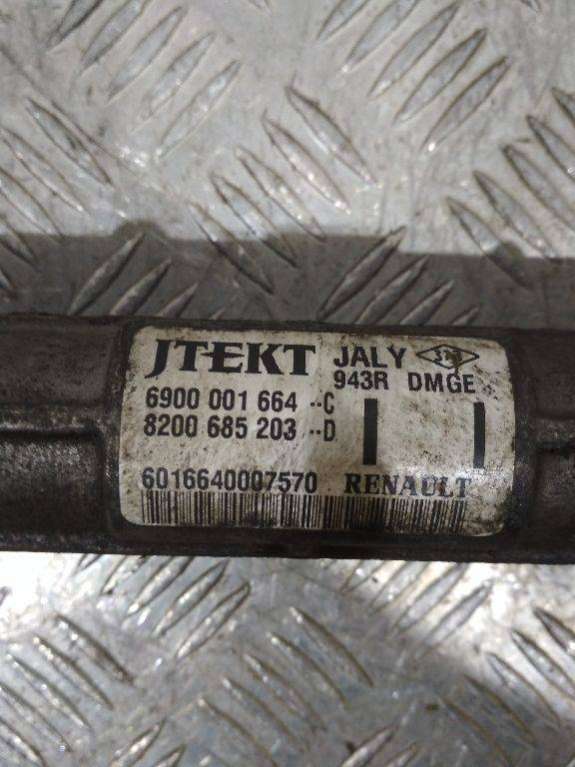 JTEKT JALY
943R DMGE
6900 001 664 --C
8200 685 203 --D
6016640007570 RENAULT